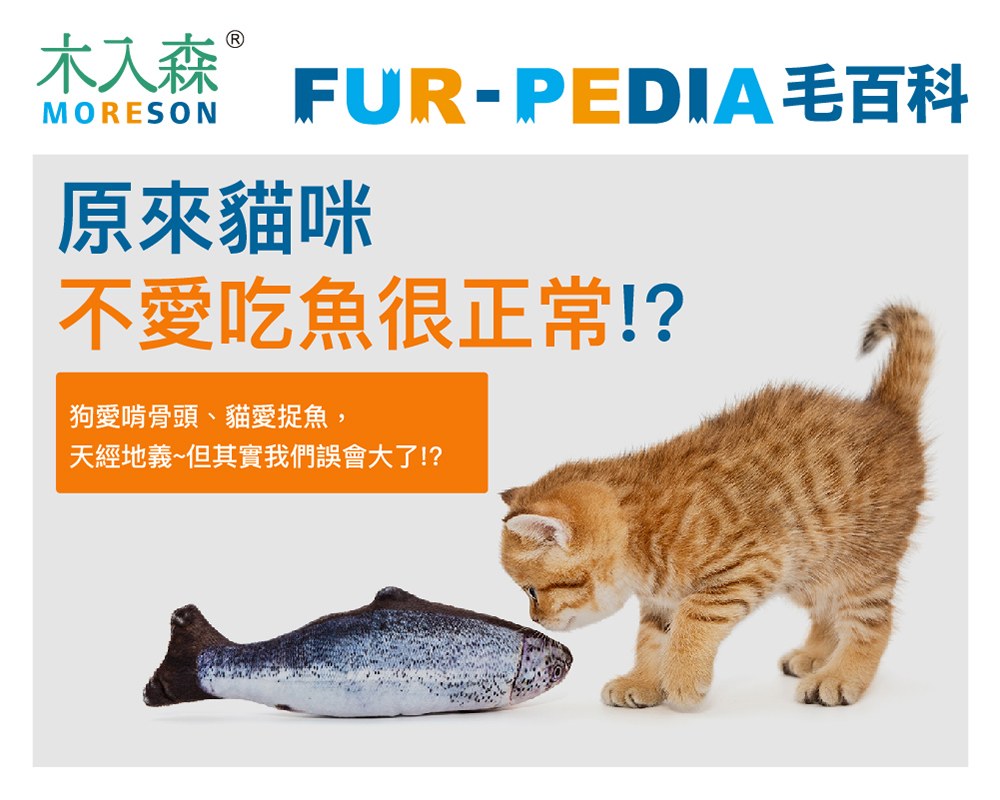 木入森®
MORESON
FUR-PEDIA毛百科
原來貓咪
不愛吃魚很正常!?
狗愛啃骨頭、貓愛捉魚，
天經地義~但其實我們誤會大了!?